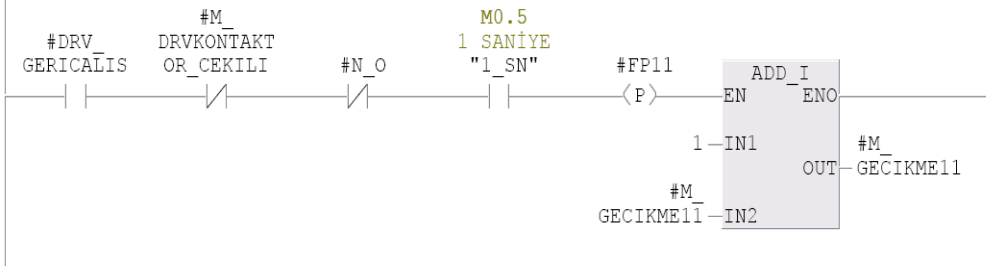 M0.5
#M_
#DRV_ DRVKONTAKT 1 SANİYE
GERICALIS OR_CEKILI #N_O "1_SN" #FP11
ADD_I
P
EN ENO
1 IN1
#M_
OUT GECIKME11
#M_
GECIKME11 IN2